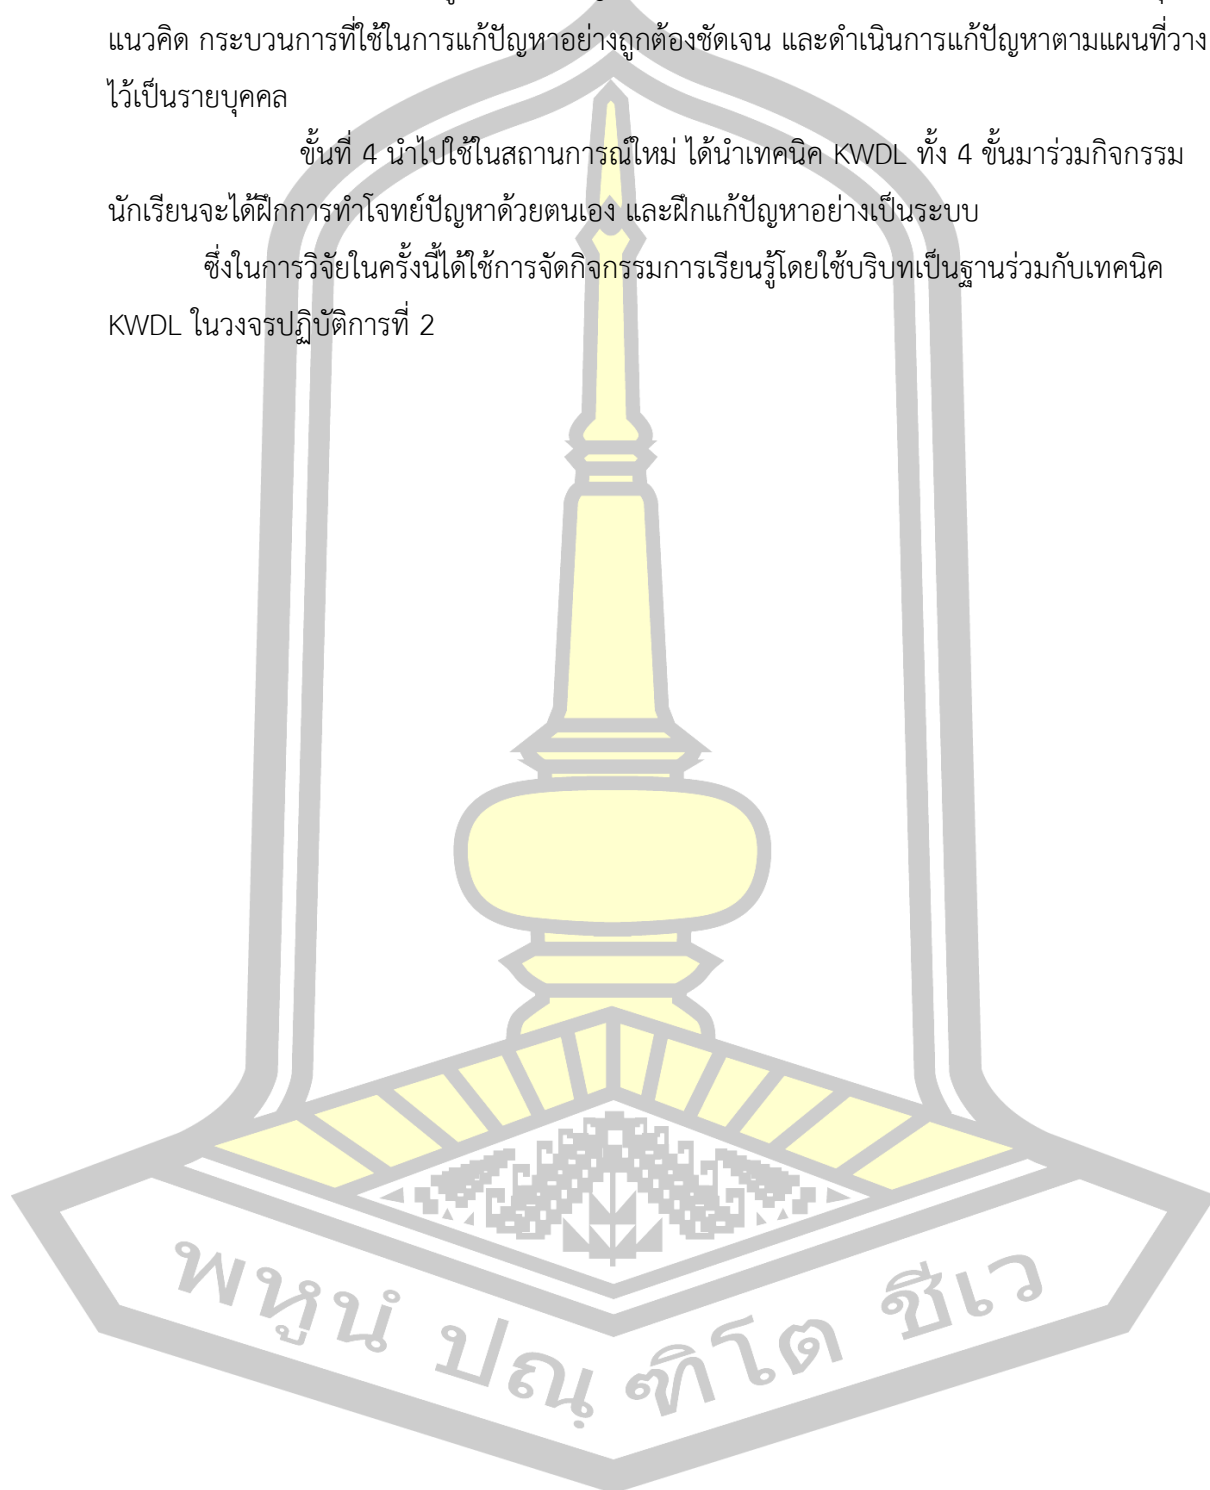 แนวคิด กระบวนการที่ใช้ในการแก้ปัญหาอย่างถูกต้องชัดเจน และดำเนินการแก้ปัญหาตามแผนที่วาง
ไว้เป็นรายบุคคล
ขั้นที่ 4 นำไปใช้ในสถานการณ์ใหม่ ได้นำเทคนิค KWDL ทั้ง 4 ขั้นมาร่วมกิจกรรม
นักเรียนจะได้ฝึกการทำโจทย์ปัญหาด้วยตนเอง และฝึกแก้ปัญหาอย่างเป็นระบบ
ซึ่งในการวิจัยในครั้งนี้ได้ใช้การจัดกิจกรรมการเรียนรู้โดยใช้บริบทเป็นฐานร่วมกับเทคนิค
KWDL ในวงจรปฏิบัติการที่ 2
พหูนํ ปณฺ ฑิโต ชีเว